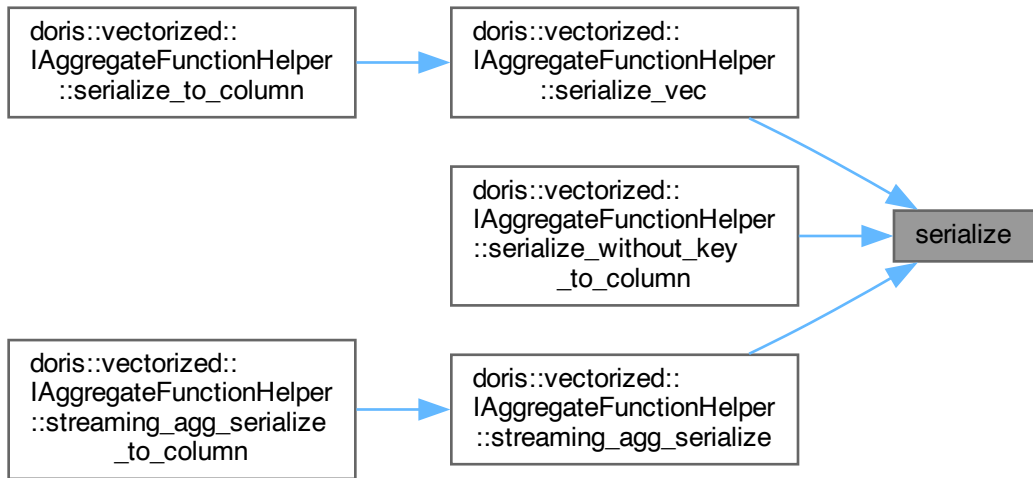 doris::vectorized::
IAggregateFunctionHelper
::serialize_to_column
doris::vectorized::
IAggregateFunctionHelper
::serialize_vec
doris::vectorized::
IAggregateFunctionHelper
::serialize_without_key
_to_column
serialize
doris::vectorized::
IAggregateFunctionHelper
::streaming_agg_serialize
_to_column
doris::vectorized::
IAggregateFunctionHelper
::streaming_agg_serialize